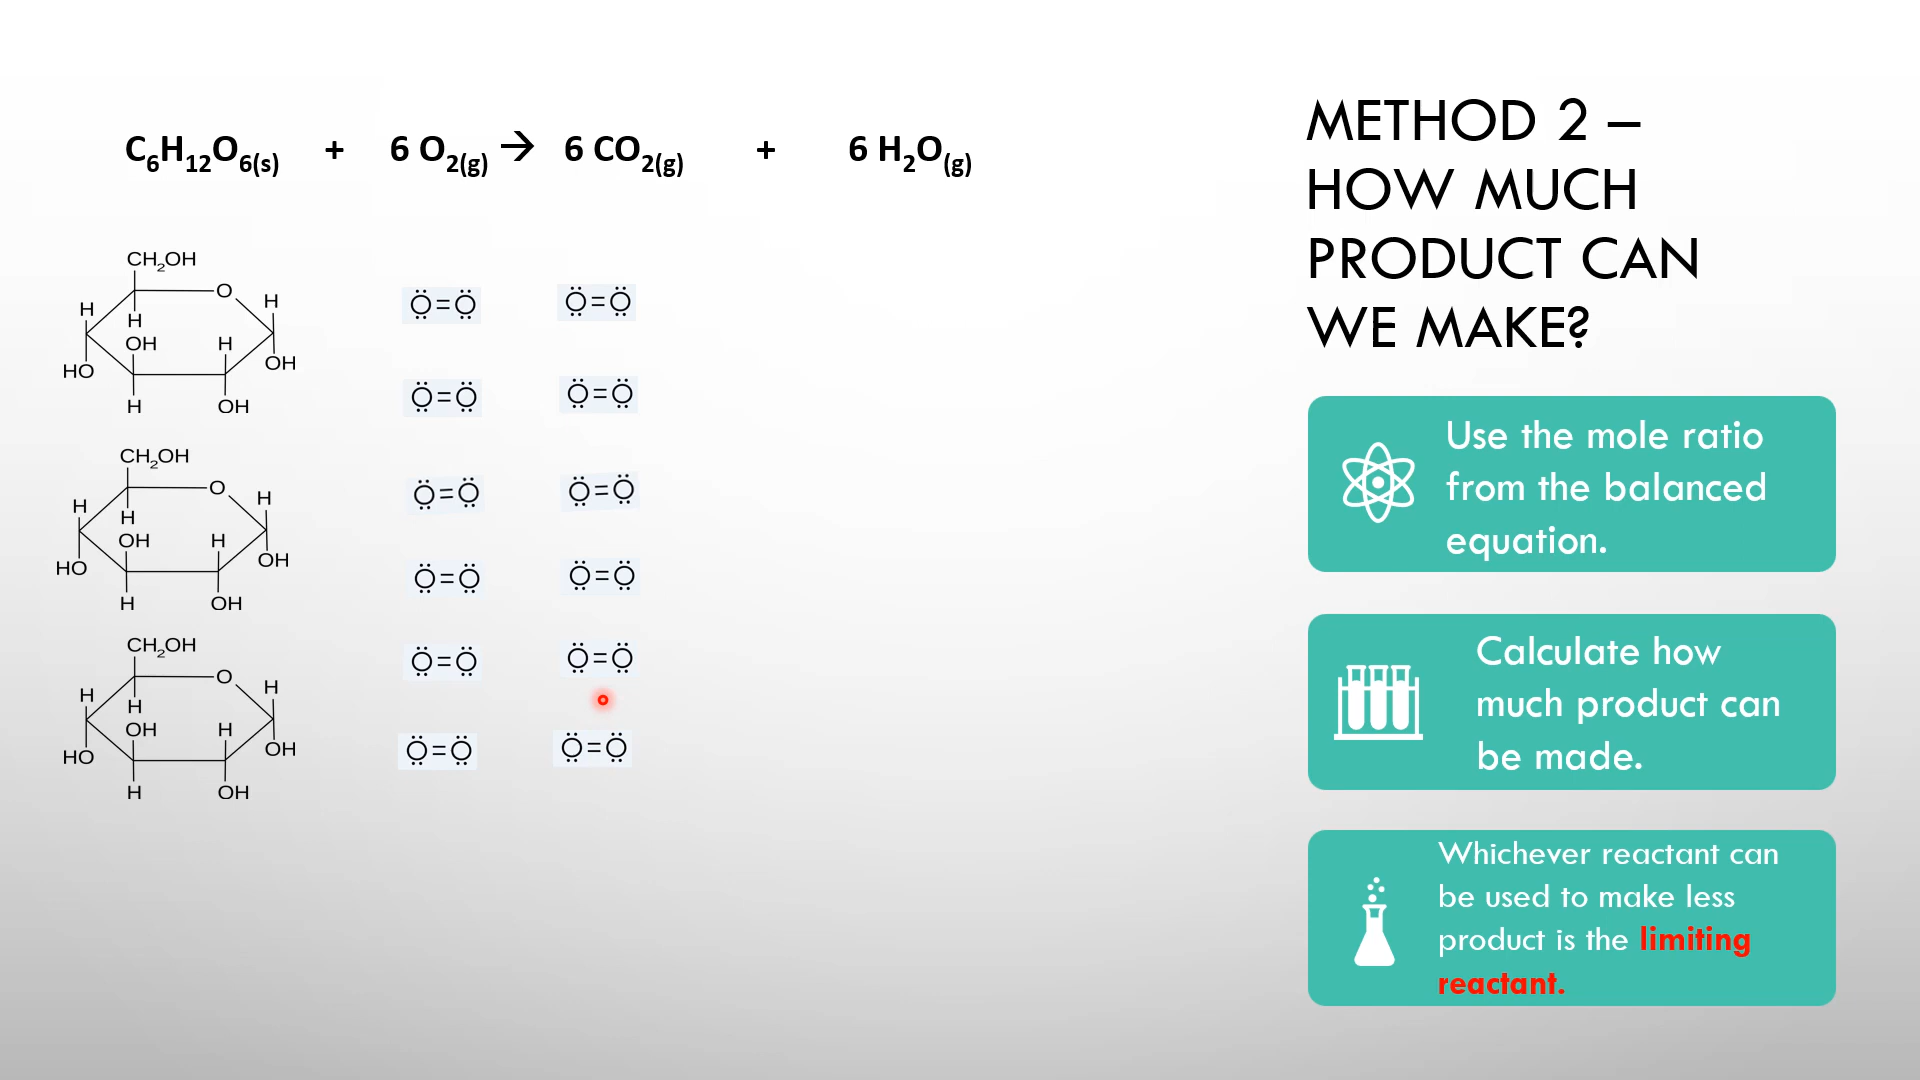 C6H12O6(s) + 6 O2(g) → 6 CO2(g) + 6 H2O(g)
METHOD 2 –
HOW MUCH
PRODUCT CAN
WE MAKE?
CH2OH
O
H
H
H
OH
H
HO
OH
H
OH
CH2OH
O
H
H
H
OH
H
HO
OH
H
OH
CH2OH
O
H
H
H
OH
H
HO
OH
H
OH
O=O O=O
O=O O=O
O=O O=O
O=O O=O
O=O O=O
O=O O=O
Use the mole ratio
from the balanced
equation.
Calculate how
much product can
be made.
Whichever reactant can
be used to make less
product is the limiting
reactant.